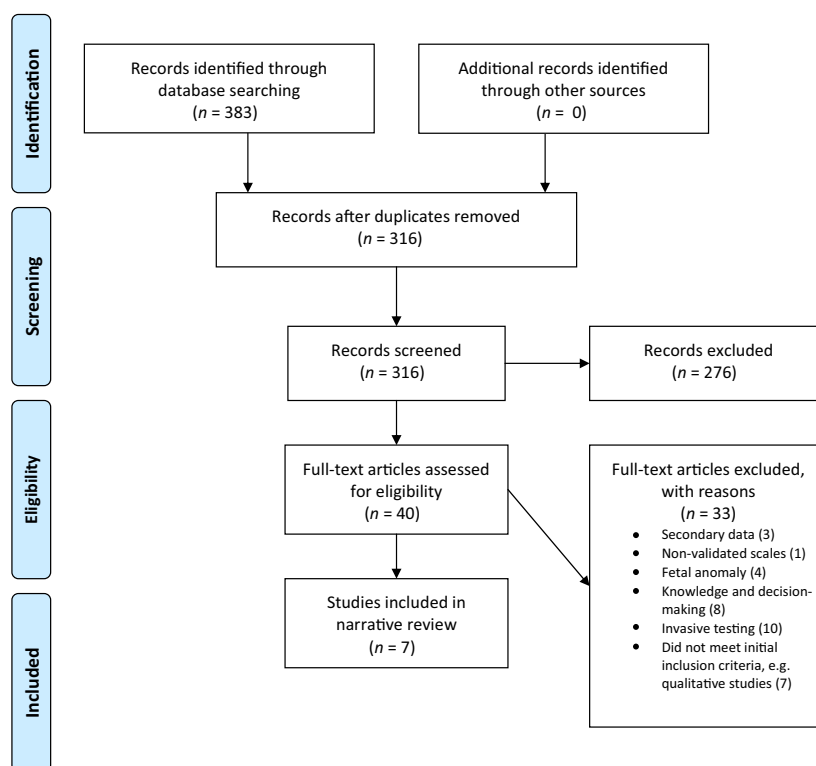 Identification
Records identified through
database searching
(n = 383)
Additional records identified
through other sources
(n = 0)
Screening
Records after duplicates removed
(n = 316)
Records screened
(n = 316)
Records excluded
(n = 276)
Eligibility
Full-text articles assessed
for eligibility
(n = 40)
Full-text articles excluded,
with reasons
(n = 33)
• Secondary data (3)
• Non-validated scales (1)
• Fetal anomaly (4)
• Knowledge and decision-
making (8)
• Invasive testing (10)
• Did not meet initial
inclusion criteria, e.g.
qualitative studies (7)
Included
Studies included in
narrative review
(n = 7)